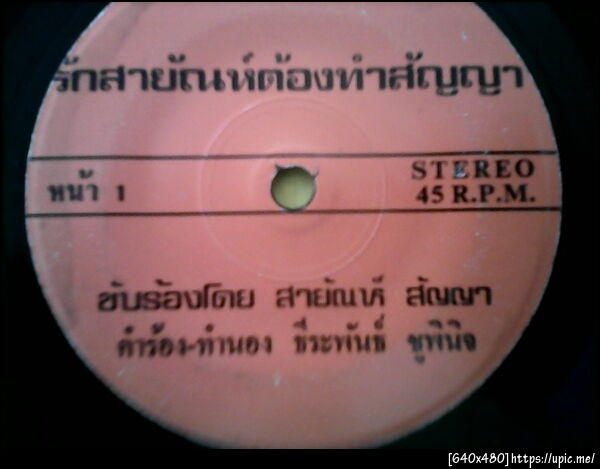 รักสายัณห์ต้องทำสัญญา
STEREO
หน้า 1
45 R.P.M.
ขับร้องโดย สายัณห์ สัญญา
คำร้อง-ทำนอง ธีระพันธ์ ชูพินิจ
[640x480]https://upic.me/